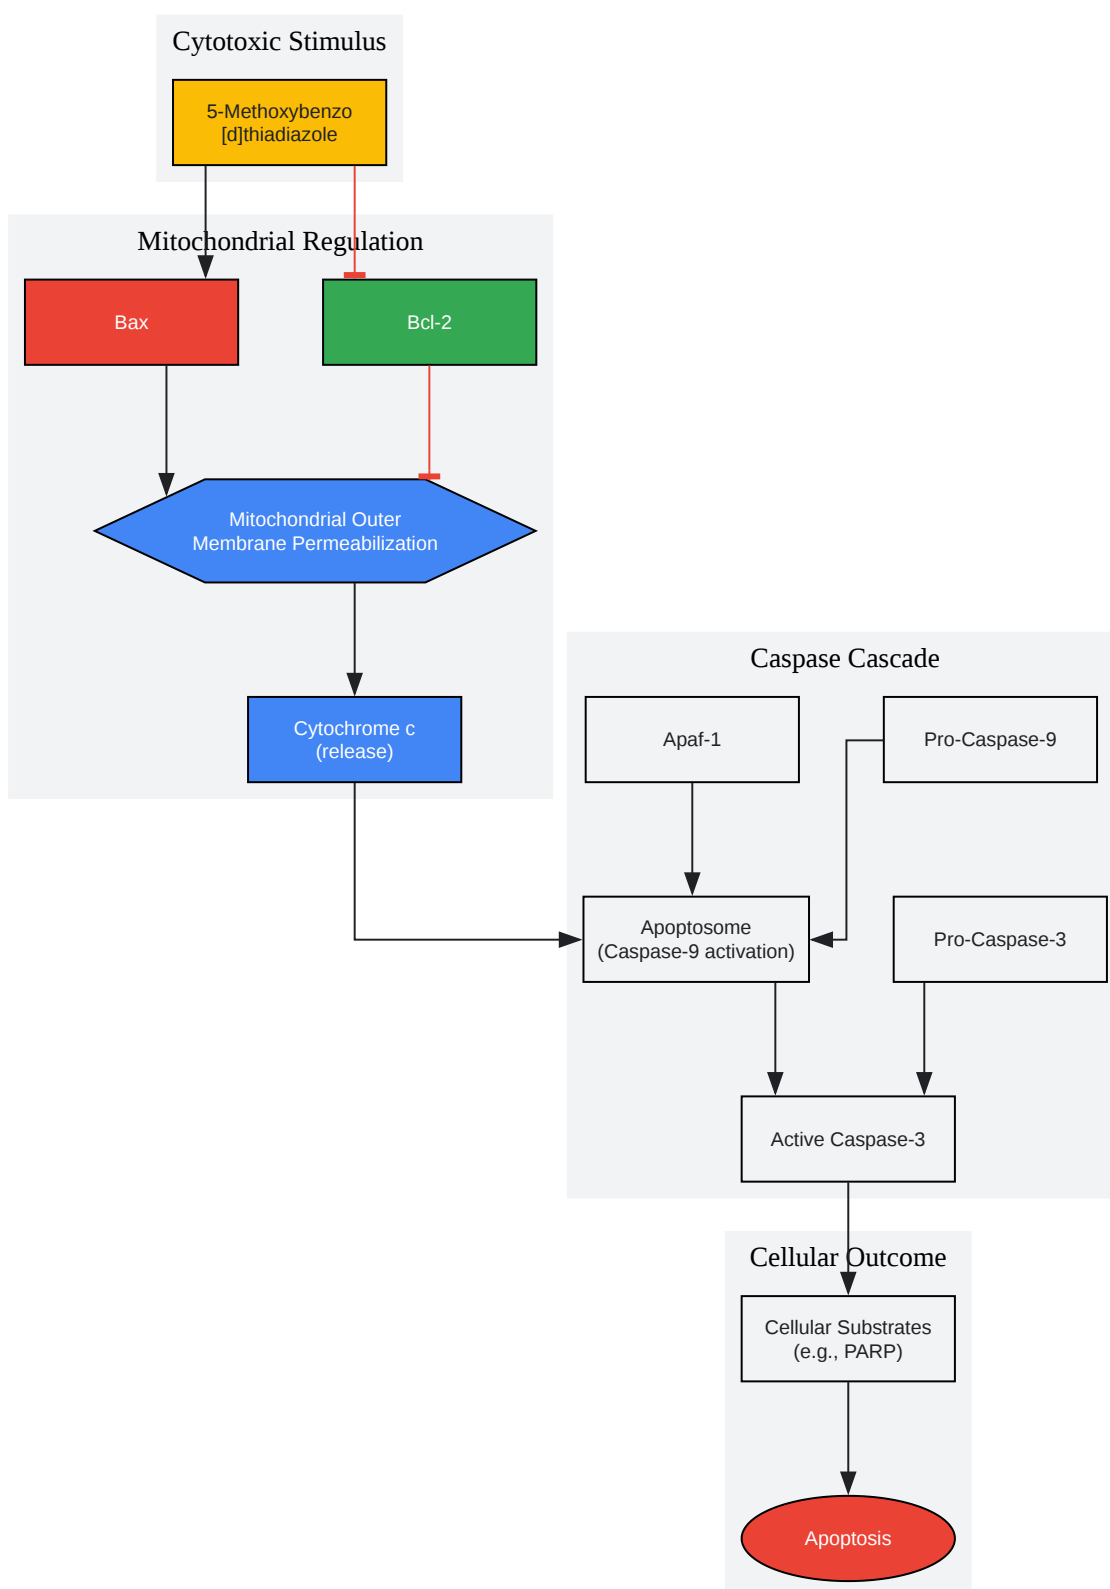 Cytotoxic Stimulus
5-Methoxybenzo
[d]thiadiazole
Mitochondrial Regulation
Bax
Bcl-2
Mitochondrial Outer
Membrane Permeabilization
Cytochrome c
(release)
Caspase Cascade
Apaf-1
Pro-Caspase-9
Apoptosome
(Caspase-9 activation)
Pro-Caspase-3
Active Caspase-3
Cellular Outcome
Cellular Substrates
(e.g., PARP)
Apoptosis